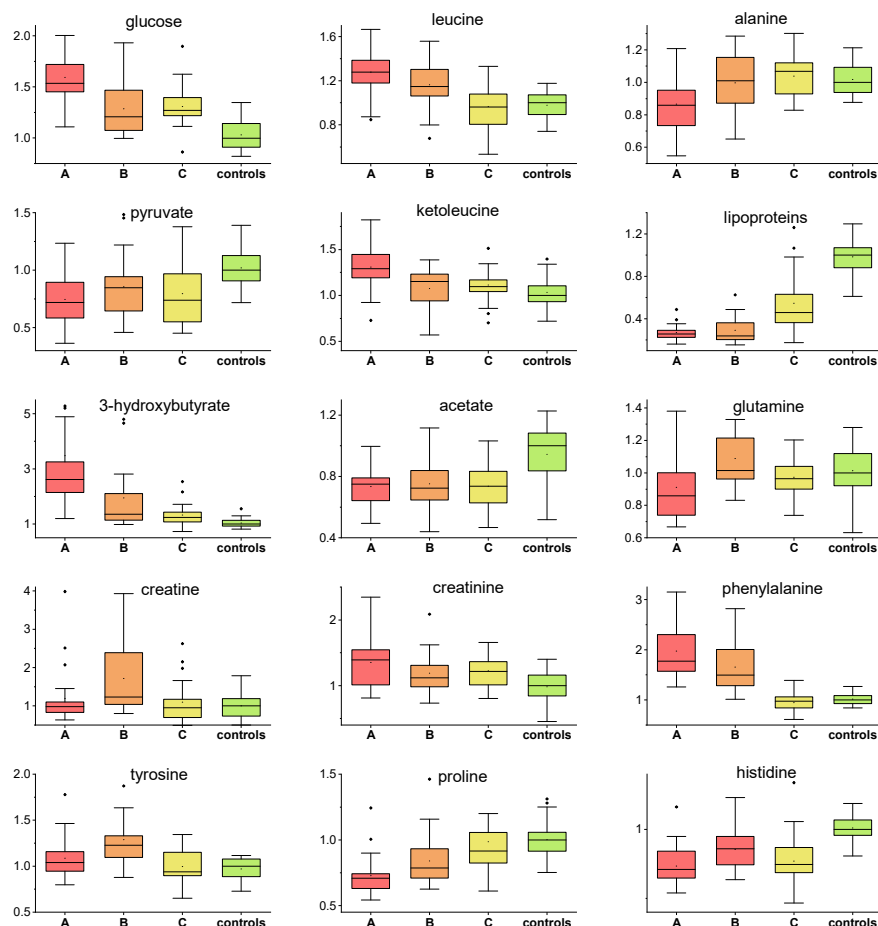 glucose
leucine
alanine
2.0
1.5
1.0
A B C controls
1.6
1.2
0.8
A B C controls
1.2
1.0
0.8
0.6
A B C controls
pyruvate
ketoleucine
lipoproteins
1.5
1.0
0.5
A B C controls
1.5
1.0
0.5
A B C controls
1.2
0.8
0.4
A B C controls
3-hydroxybutyrate
acetate
glutamine
5
3
1
A B C controls
1.2
0.8
0.4
A B C controls
1.4
1.2
1.0
0.8
0.6
A B C controls
creatine
creatinine
phenylalanine
4
3
2
1
A B C controls
2
1
A B C controls
3
2
1
A B C controls
tyrosine
proline
histidine
2.0
1.5
1.0
0.5
A B C controls
1.5
1.0
0.5
A B C controls
1
A B C controls